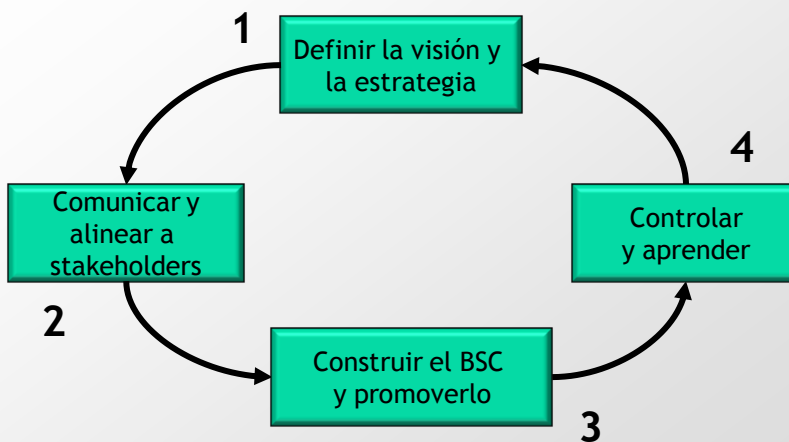 1
Definir la visión y
la estrategia
2
Comunicar y
alinear a
stakeholders
3
Construir el BSC
y promoverlo
4
Controlar
y aprender